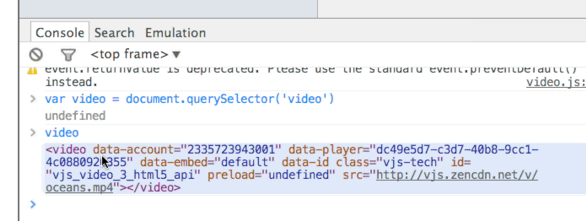 Console Search Emulation
<top frame> ▼
event.returnValue is deprecated. Please use the standard event.preventDefault()
instead. video.js:
> var video = document.querySelector('video')
undefined
> video
<video data-account="2335723943001" data-player="dc49e5d7-c3d7-40b8-9cc1-
data-embed="default" data-id class="vjs-tech" id=
"vjs_video_3_html5_api" preload="undefined" src="http://vjs.zencdn.net/v/
oceans.mp4"></video>
>